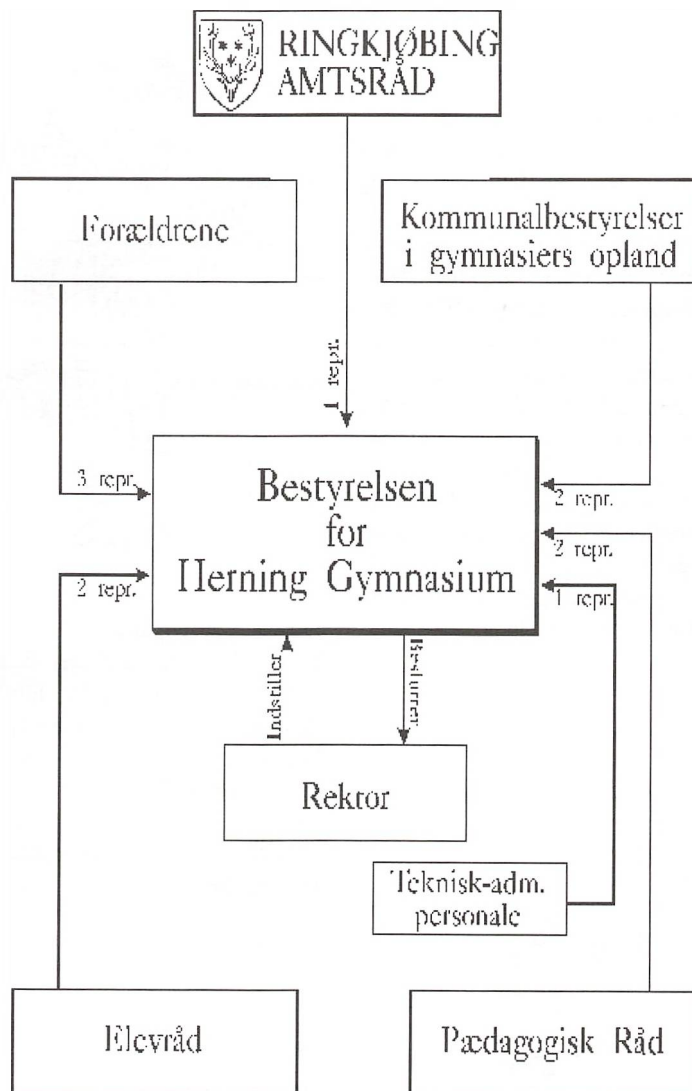 RINGKJØBING
AMTSRÅD
Forældrene
Kommunalbestyrelser
i gymnasiets opland
1 repr.
3 repr.
Bestyrelsen
for
Herning Gymnasium
2 repr.
2 repr.
2 repr.
1 repr.
Indstiller
Beslutter
Rektor
Teknisk-adm.
personale
Elevråd
Pædagogisk Råd